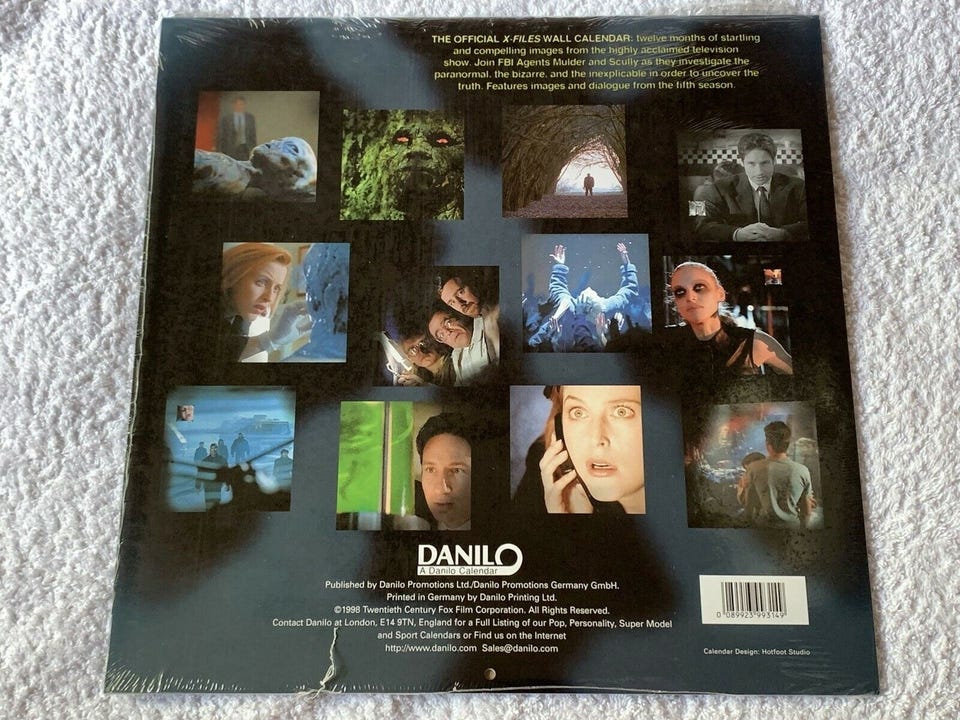 THE OFFICIAL X-FILES WALL CALENDAR: twelve months of startling
and compelling images from the highly acclaimed television
show. Join FBI Agents Mulder and Scully as they investigate the
paranormal, the bizarre, and the inexplicable in order to uncover the
truth. Features images and dialogue from the fifth season.
DANILO
A Danilo Calendar
Published by Danilo Promotions Ltd./Danilo Promotions Germany GmbH.
Printed in Germany by Danilo Printing Ltd.
©1998 Twentieth Century Fox Film Corporation. All Rights Reserved.
Contact Danilo at London, E14 9TN, England for a Full Listing of our Pop, Personality, Super Model
and Sport Calendars or Find us on the Internet
http://www.danilo.com Sales@danilo.com
0 089923 993149
Calendar Design: Hotfoot Studio